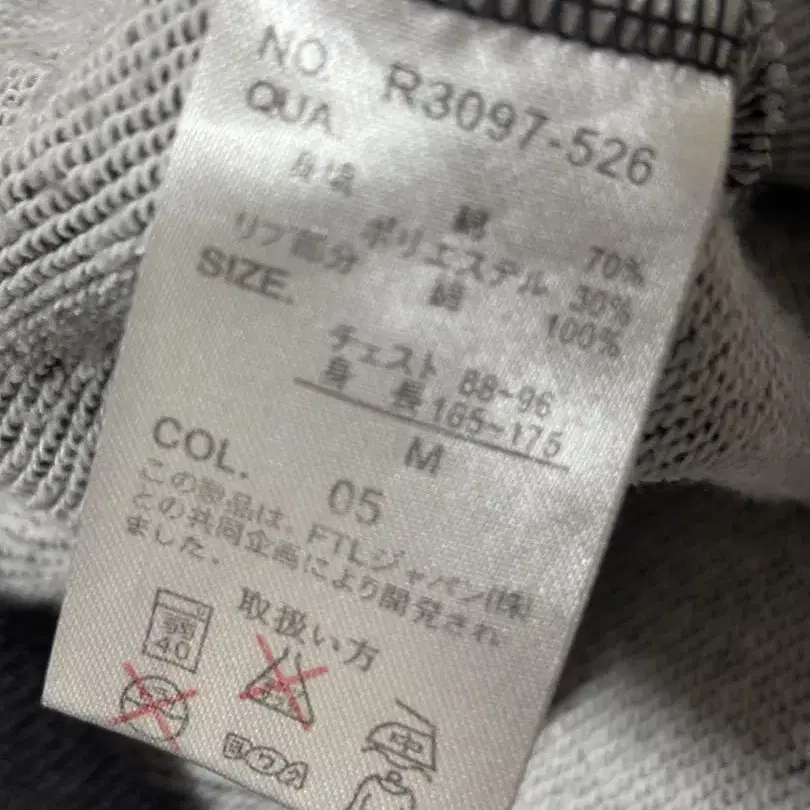 NO. R3097-526
QUA.
身頃 綿 70%
ポリエステル 30%
リブ部分 綿 100%
SIZE.
チェスト 88~96
身長 165~175
M
COL. 05
この製品は、FTLジャパン(株)
との共同企画により開発され
ました。
取扱い方
弱
40
中